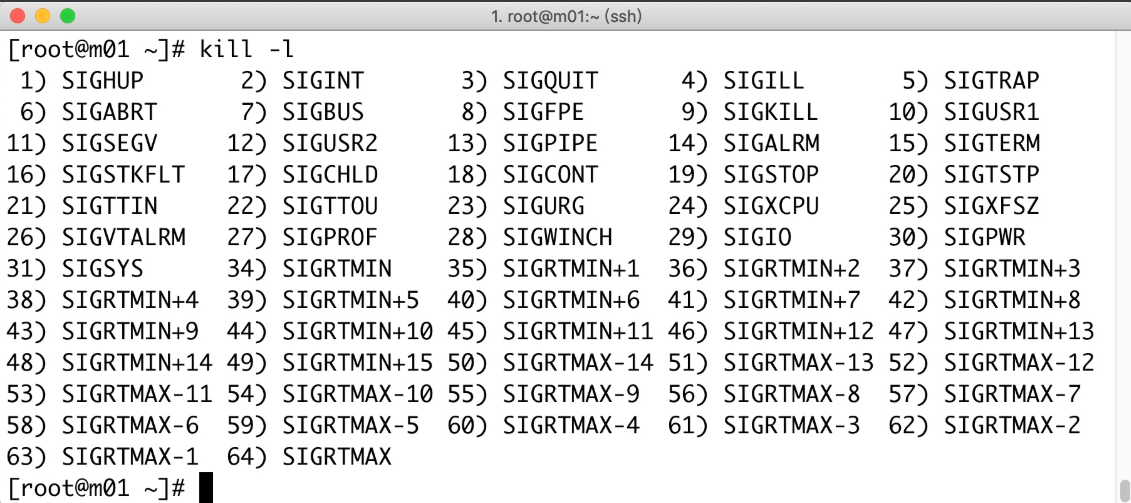 1. root@m01:~ (ssh)
[root@m01 ~]# kill -l
 1) SIGHUP       2) SIGINT       3) SIGQUIT      4) SIGILL       5) SIGTRAP
 6) SIGABRT      7) SIGBUS       8) SIGFPE       9) SIGKILL     10) SIGUSR1
11) SIGSEGV     12) SIGUSR2     13) SIGPIPE     14) SIGALRM     15) SIGTERM
16) SIGSTKFLT   17) SIGCHLD     18) SIGCONT     19) SIGSTOP     20) SIGTSTP
21) SIGTTIN     22) SIGTTOU     23) SIGURG      24) SIGXCPU     25) SIGXFSZ
26) SIGVTALRM   27) SIGPROF     28) SIGWINCH    29) SIGIO       30) SIGPWR
31) SIGSYS      34) SIGRTMIN    35) SIGRTMIN+1  36) SIGRTMIN+2  37) SIGRTMIN+3
38) SIGRTMIN+4  39) SIGRTMIN+5  40) SIGRTMIN+6  41) SIGRTMIN+7  42) SIGRTMIN+8
43) SIGRTMIN+9  44) SIGRTMIN+10 45) SIGRTMIN+11 46) SIGRTMIN+12 47) SIGRTMIN+13
48) SIGRTMIN+14 49) SIGRTMIN+15 50) SIGRTMAX-14 51) SIGRTMAX-13 52) SIGRTMAX-12
53) SIGRTMAX-11 54) SIGRTMAX-10 55) SIGRTMAX-9  56) SIGRTMAX-8  57) SIGRTMAX-7
58) SIGRTMAX-6  59) SIGRTMAX-5  60) SIGRTMAX-4  61) SIGRTMAX-3  62) SIGRTMAX-2
63) SIGRTMAX-1  64) SIGRTMAX
[root@m01 ~]#